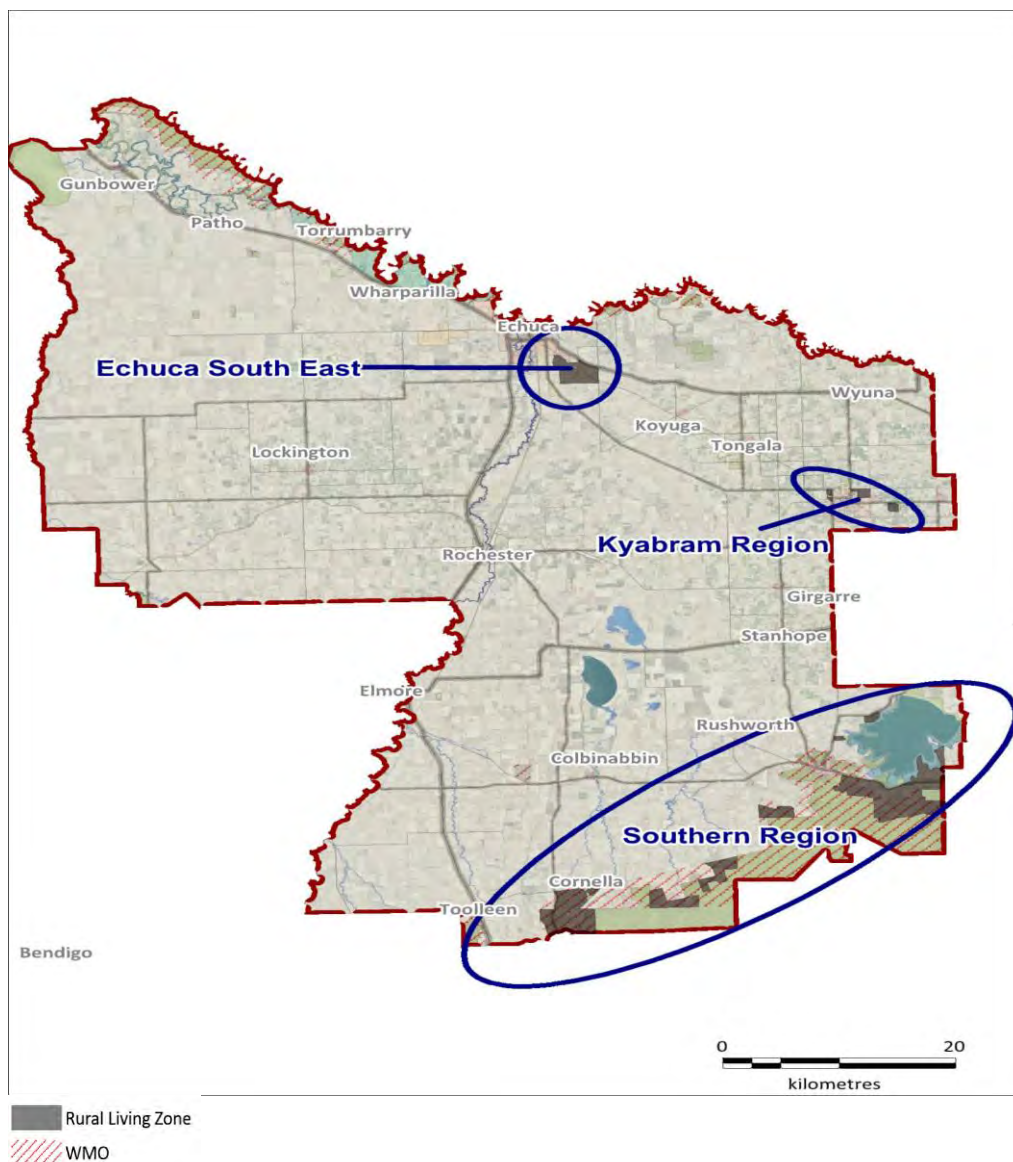 Gunbower
Patho
Torrumbarry
Wharparilla
Echuca
Echuca South East
Wyuna
Koyuga
Tongala
Lockington
Kyabram Region
Rochester
Girgarre
Stanhope
Elmore
Rushworth
Colbinabbin
Southern Region
Cornella
Toolleen
Bendigo
0 20
kilometres
Rural Living Zone
WMO